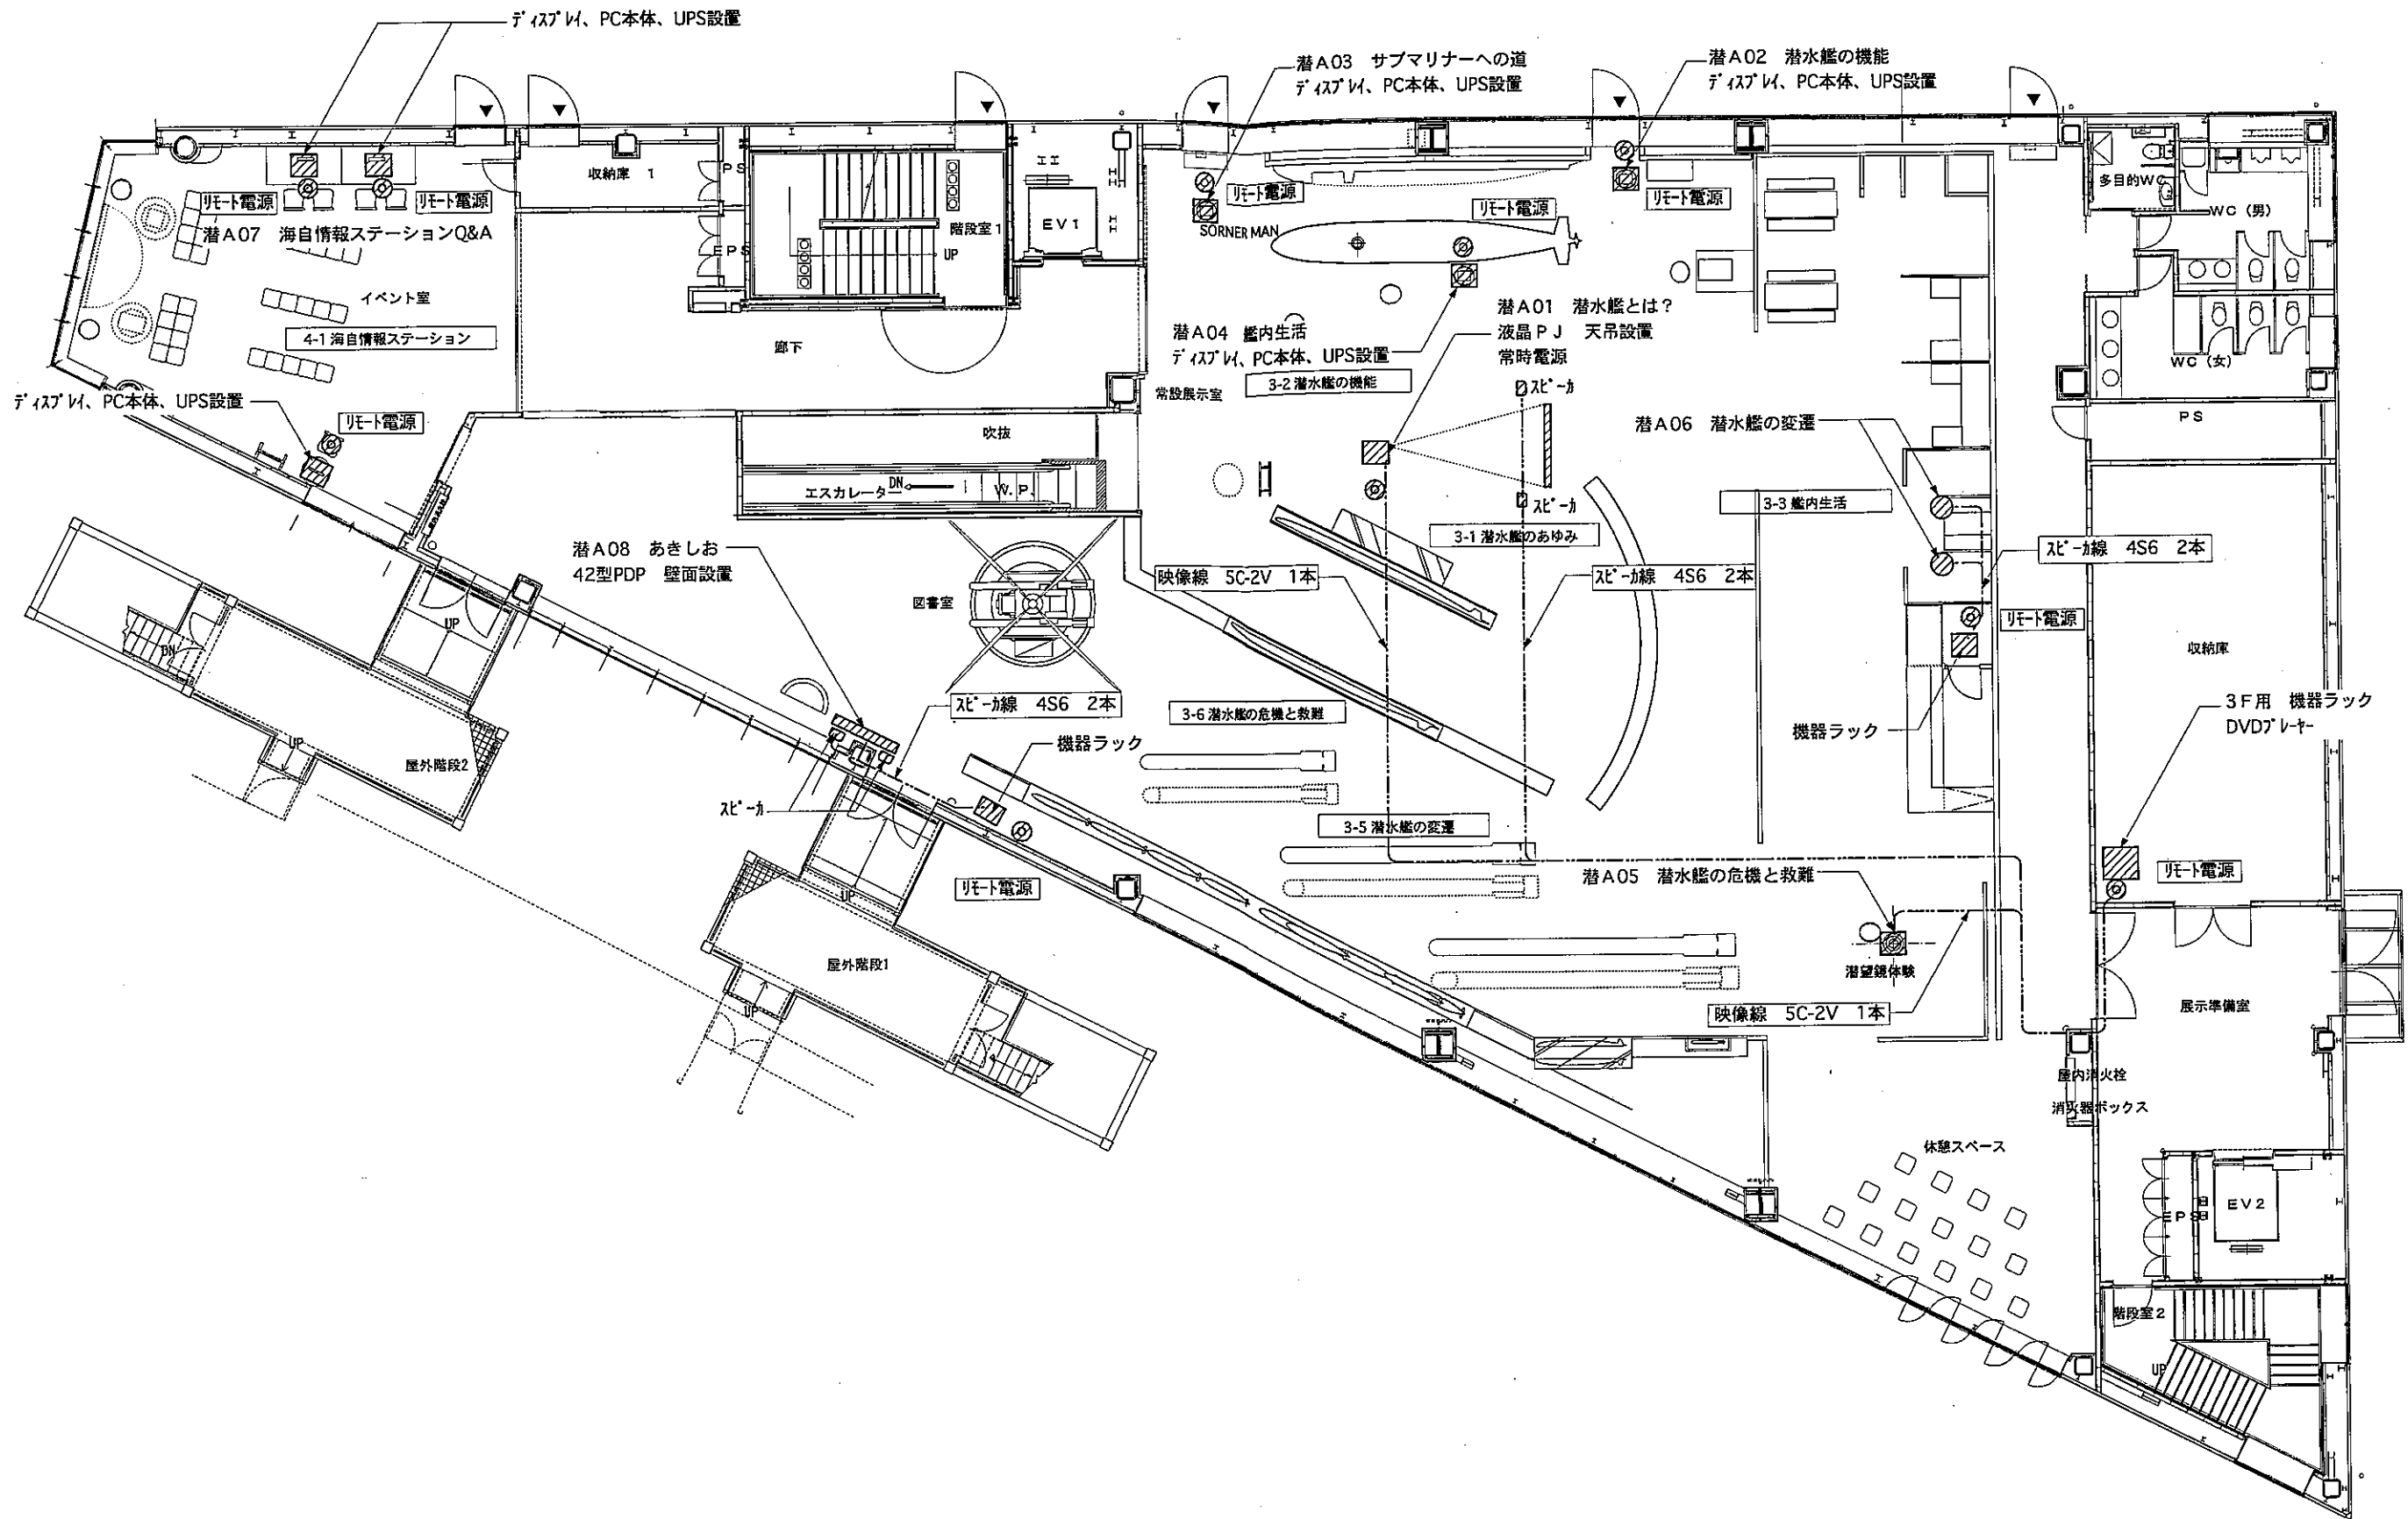 ディスプレイ、PC本体、UPS設置
潜A03 サブマリナーへの道
ディスプレイ、PC本体、UPS設置
潜A02 潜水艦の機能
ディスプレイ、PC本体、UPS設置
収納庫 1
PS
EPS
階段室1
UP
EV1
リモート電源
リモート電源
潜A07 海自情報ステーションQ&A
イベント室
4-1 海自情報ステーション
廊下
リモート電源
SORNER MAN
リモート電源
リモート電源
多目的WC
WC(男)
WC(女)
PS
潜A04 艦内生活
ディスプレイ、PC本体、UPS設置
3-2 潜水艦の機能
常設展示室
潜A01 潜水艦とは?
液晶PJ 天吊設置
常時電源
スピーカ
スピーカ
ディスプレイ、PC本体、UPS設置
リモート電源
吹抜
エスカレーター
DN
W.P.
潜A06 潜水艦の変遷
3-3 艦内生活
3-1 潜水艦のあゆみ
スピーカ線 4S6 2本
映像線 5C-2V 1本
スピーカ線 4S6 2本
潜A08 あきしお
42型PDP 壁面設置
図書室
リモート電源
収納庫
UP
DN
UP
屋外階段2
スピーカ線 4S6 2本
3-6 潜水艦の危機と救難
機器ラック
機器ラック
3F用 機器ラック
DVDプレーヤー
スピーカ
3-5 潜水艦の変遷
リモート電源
リモート電源
潜A05 潜水艦の危機と救難
潜望鏡体験
映像線 5C-2V 1本
UP
屋外階段1
UP
展示準備室
屋内消火栓
消火器ボックス
休憩スペース
EPS
EV2
階段室2
UP